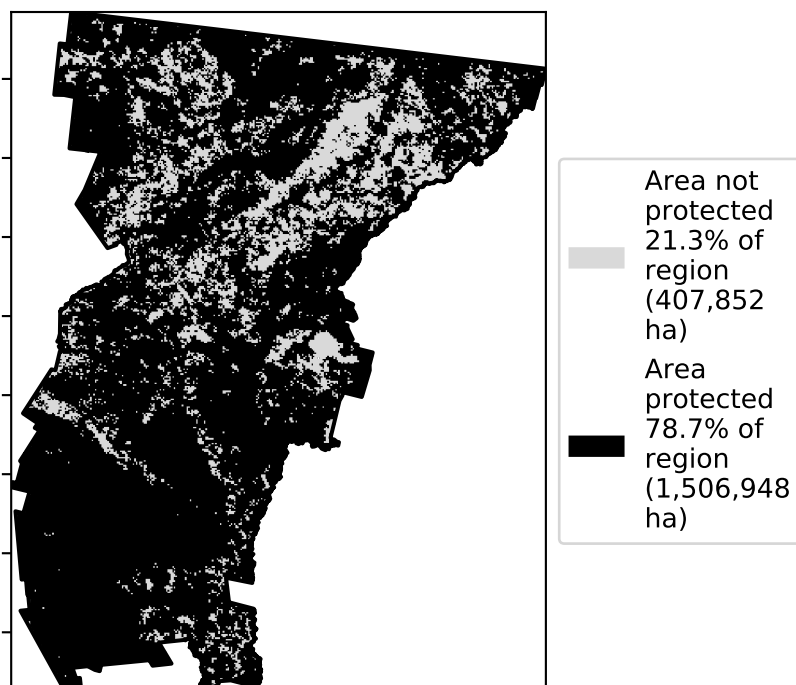 Area not
protected
21.3% of
region
(407,852
ha)
Area
protected
78.7% of
region
(1,506,948
ha)